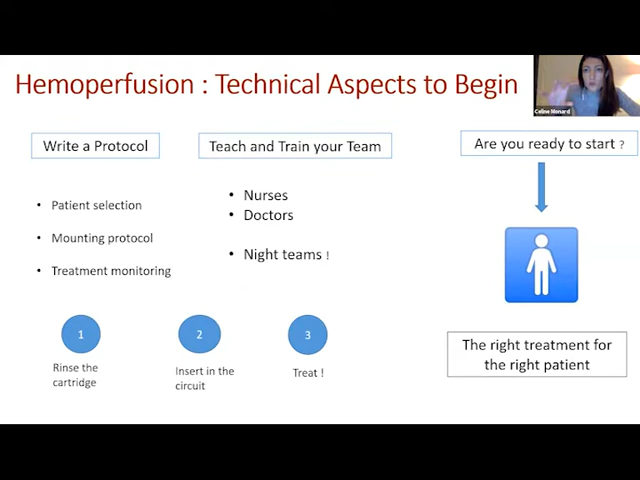 Hemoperfusion : Technical Aspects to Begin
Celine Monard
Write a Protocol
• Patient selection
• Mounting protocol
• Treatment monitoring
Teach and Train your Team
• Nurses
• Doctors
• Night teams !
Are you ready to start ?
The right treatment for
the right patient
1
Rinse the
cartridge
2
Insert in the
circuit
3
Treat !